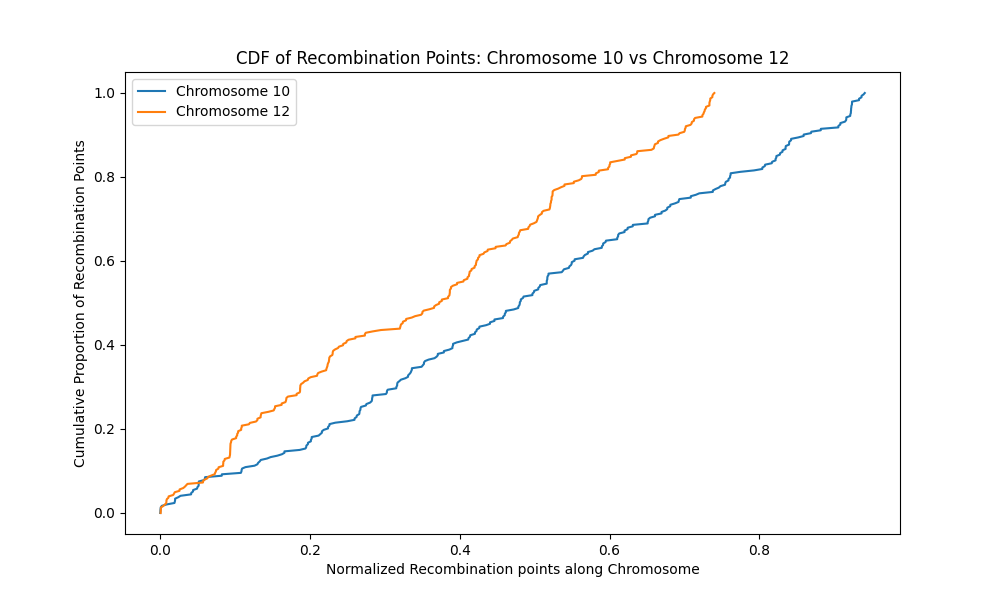 CDF of Recombination Points: Chromosome 10 vs Chromosome 12
Chromosome 10
Chromosome 12
Cumulative Proportion of Recombination Points
1.0
0.8
0.6
0.4
0.2
0.0
0.0 0.2 0.4 0.6 0.8
Normalized Recombination points along Chromosome